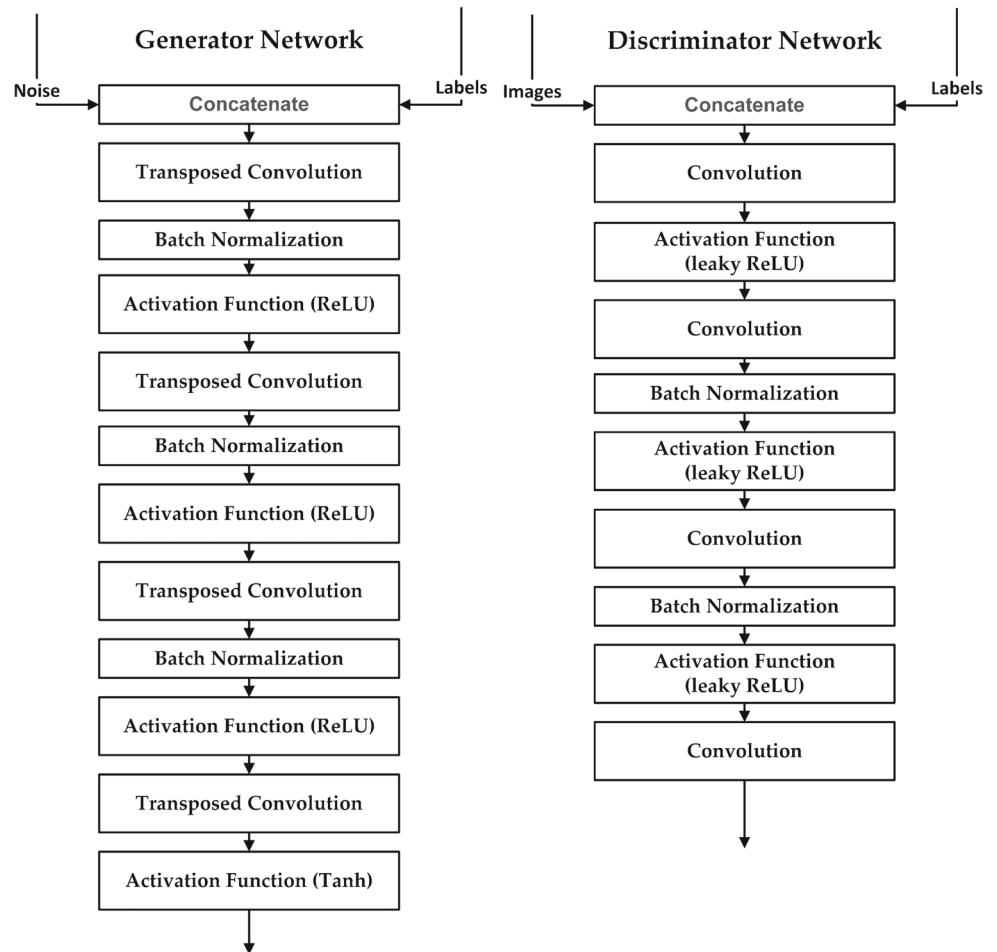 Generator Network
Noise
Labels
Concatenate
Transposed Convolution
Batch Normalization
Activation Function (ReLU)
Transposed Convolution
Batch Normalization
Activation Function (ReLU)
Transposed Convolution
Batch Normalization
Activation Function (ReLU)
Transposed Convolution
Activation Function (Tanh)
Discriminator Network
Images
Labels
Concatenate
Convolution
Activation Function
(leaky ReLU)
Convolution
Batch Normalization
Activation Function
(leaky ReLU)
Convolution
Batch Normalization
Activation Function
(leaky ReLU)
Convolution